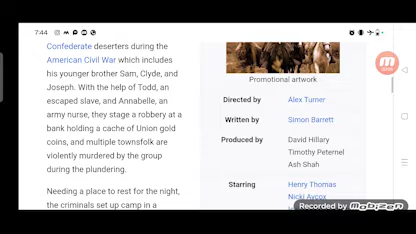 7:44
Confederate deserters during the
American Civil War which includes
his younger brother Sam, Clyde, and
Joseph. With the help of Todd, an
escaped slave, and Annabelle, an
army nurse, they stage a robbery at a
bank holding a cache of Union gold
coins, and multiple townsfolk are
violently murdered by the group
during the plundering.
Needing a place to rest for the night,
the criminals set up camp in a
Promotional artwork
Directed by Alex Turner
Written by Simon Barrett
Produced by David Hillary
Timothy Peternel
Ash Shah
Starring Henry Thomas
Nicki Aycox
Recorded by Mobizen